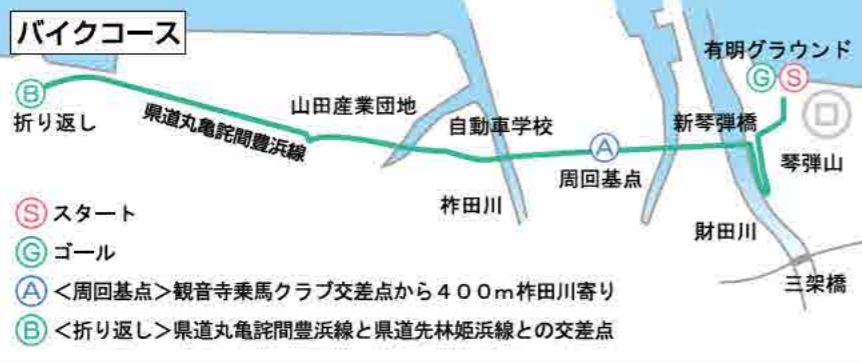 バイクコース
有明グラウンド
G S
B
折り返し
県道丸亀詫間豊浜線
山田産業団地
自動車学校
A
周回基点
新琴弾橋
琴弾山
柞田川
財田川
三架橋
S スタート
G ゴール
A <周回基点>観音寺乗馬クラブ交差点から400m柞田川寄り
B <折り返し>県道丸亀詫間豊浜線と県道先林姫浜線との交差点